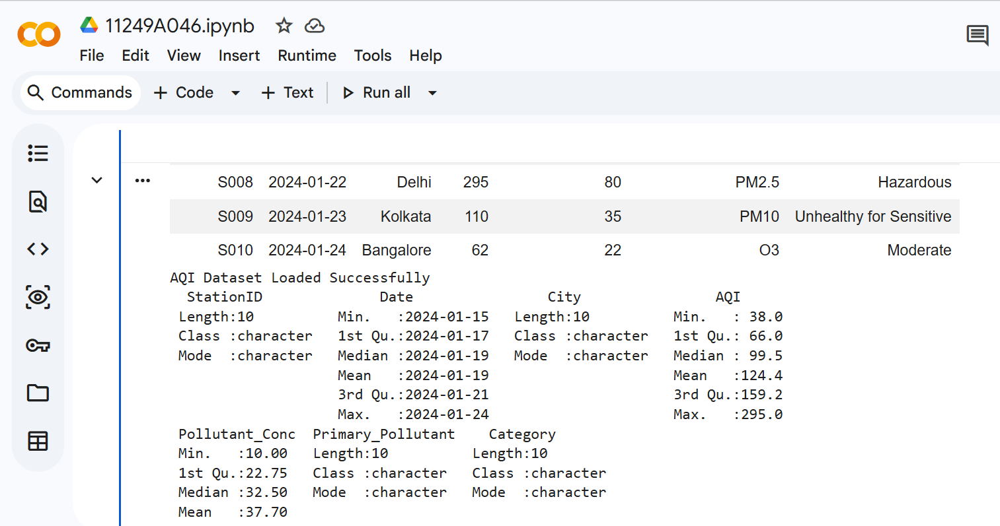 11249A046.ipynb
File Edit View Insert Runtime Tools Help
Commands + Code + Text Run all
S008 2024-01-22 Delhi 295 80 PM2.5 Hazardous
S009 2024-01-23 Kolkata 110 35 PM10 Unhealthy for Sensitive
S010 2024-01-24 Bangalore 62 22 O3 Moderate
AQI Dataset Loaded Successfully
StationID Date City AQI
Length:10 Min. :2024-01-15 Length:10 Min. : 38.0
Class :character 1st Qu.:2024-01-17 Class :character 1st Qu.: 66.0
Mode :character Median :2024-01-19 Mode :character Median : 99.5
Mean :2024-01-19 Mean :124.4
3rd Qu.:2024-01-21 3rd Qu.:159.2
Max. :2024-01-24 Max. :295.0
Pollutant_Conc Primary_Pollutant Category
Min. :10.00 Length:10 Length:10
1st Qu.:22.75 Class :character Class :character
Median :32.50 Mode :character Mode :character
Mean :37.70